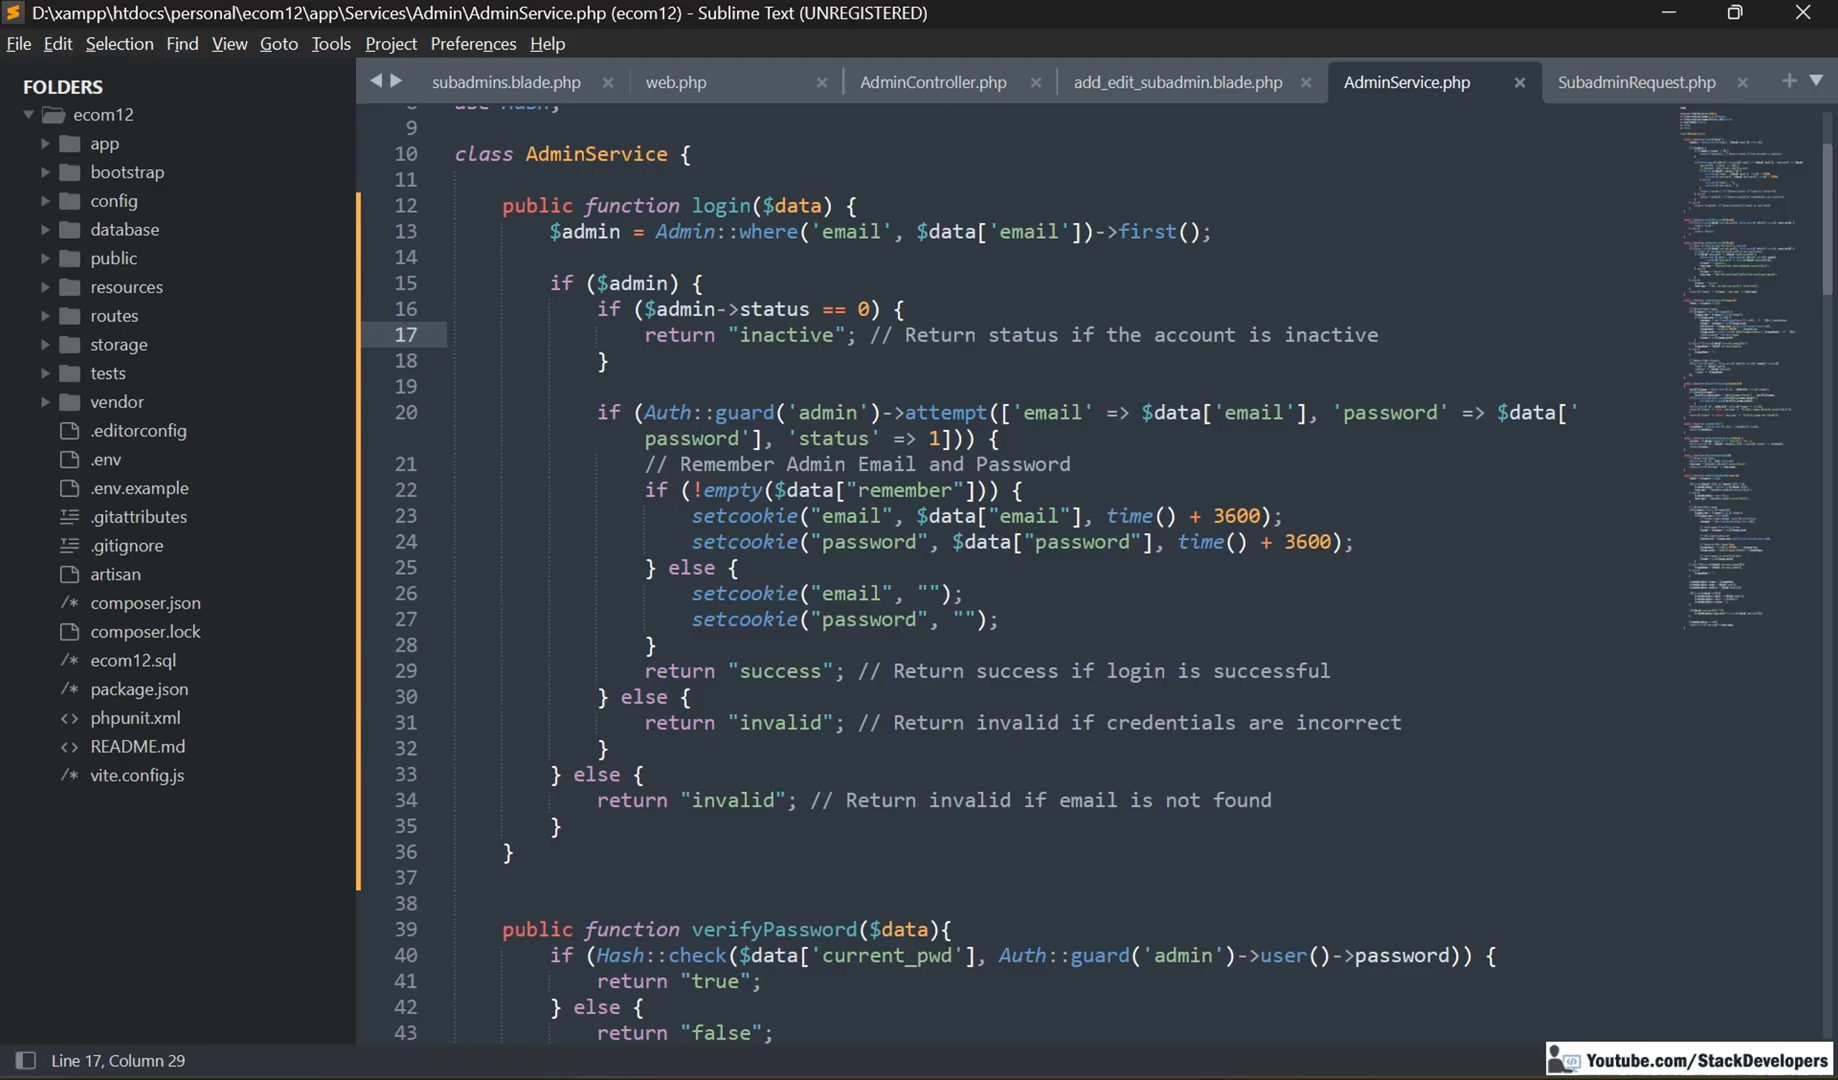 D:\xampp\htdocs\personal\ecom12\app\Services\Admin\AdminService.php (ecom12) - Sublime Text (UNREGISTERED)
File Edit Selection Find View Goto Tools Project Preferences Help
FOLDERS
ecom12
app
bootstrap
config
database
public
resources
routes
storage
tests
vendor
.editorconfig
.env
.env.example
.gitattributes
.gitignore
artisan
/* composer.json
composer.lock
/* ecom12.sql
/* package.json
<> phpunit.xml
<> README.md
/* vite.config.js
subadmins.blade.php × web.php × AdminController.php × add_edit_subadmin.blade.php × AdminService.php × SubadminRequest.php × +
9
10 class AdminService {
11
12 public function login($data) {
13 $admin = Admin::where('email', $data['email'])->first();
14
15 if ($admin) {
16 if ($admin->status == 0) {
17 return "inactive"; // Return status if the account is inactive
18 }
19
20 if (Auth::guard('admin')->attempt(['email' => $data['email'], 'password' => $data['
password'], 'status' => 1])) {
21 // Remember Admin Email and Password
22 if (!empty($data["remember"])) {
23 setcookie("email", $data["email"], time() + 3600);
24 setcookie("password", $data["password"], time() + 3600);
25 } else {
26 setcookie("email", "");
27 setcookie("password", "");
28 }
29 return "success"; // Return success if login is successful
30 } else {
31 return "invalid"; // Return invalid if credentials are incorrect
32 }
33 } else {
34 return "invalid"; // Return invalid if email is not found
35 }
36 }
37
38
39 public function verifyPassword($data){
40 if (Hash::check($data['current_pwd'], Auth::guard('admin')->user()->password)) {
41 return "true";
42 } else {
43 return "false";
Line 17, Column 29
Youtube.com/StackDevelopers